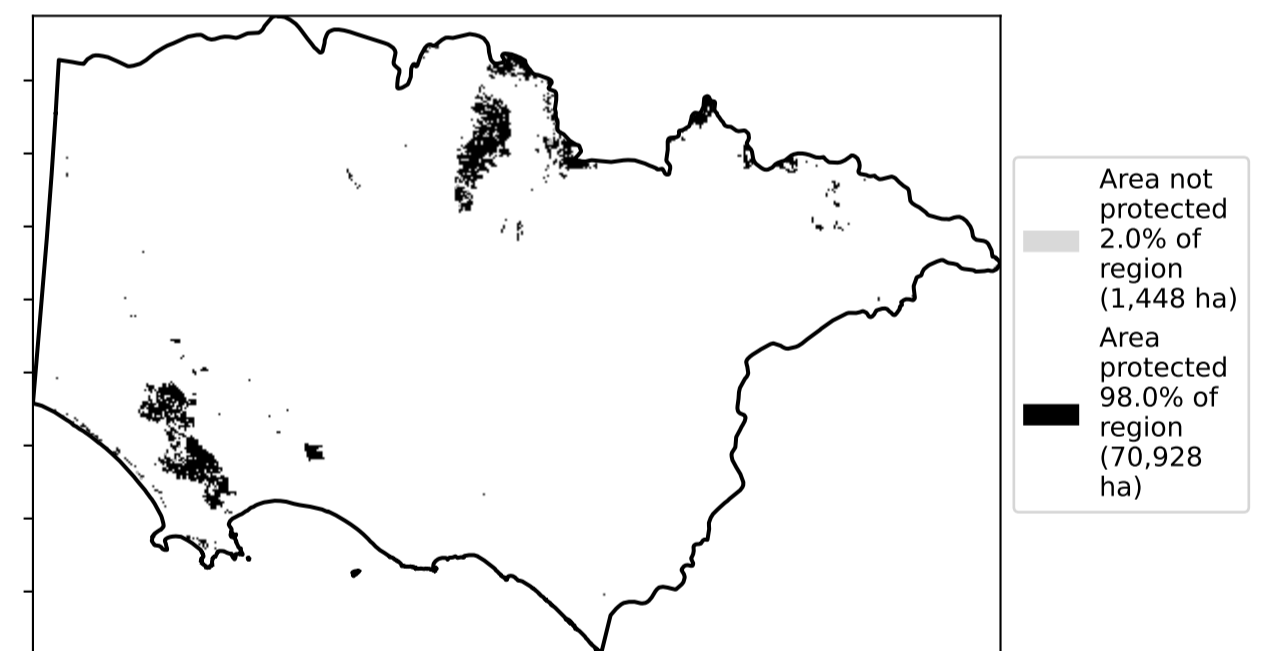 Area not
protected
2.0% of
region
(1,448 ha)
Area
protected
98.0% of
region
(70,928
ha)